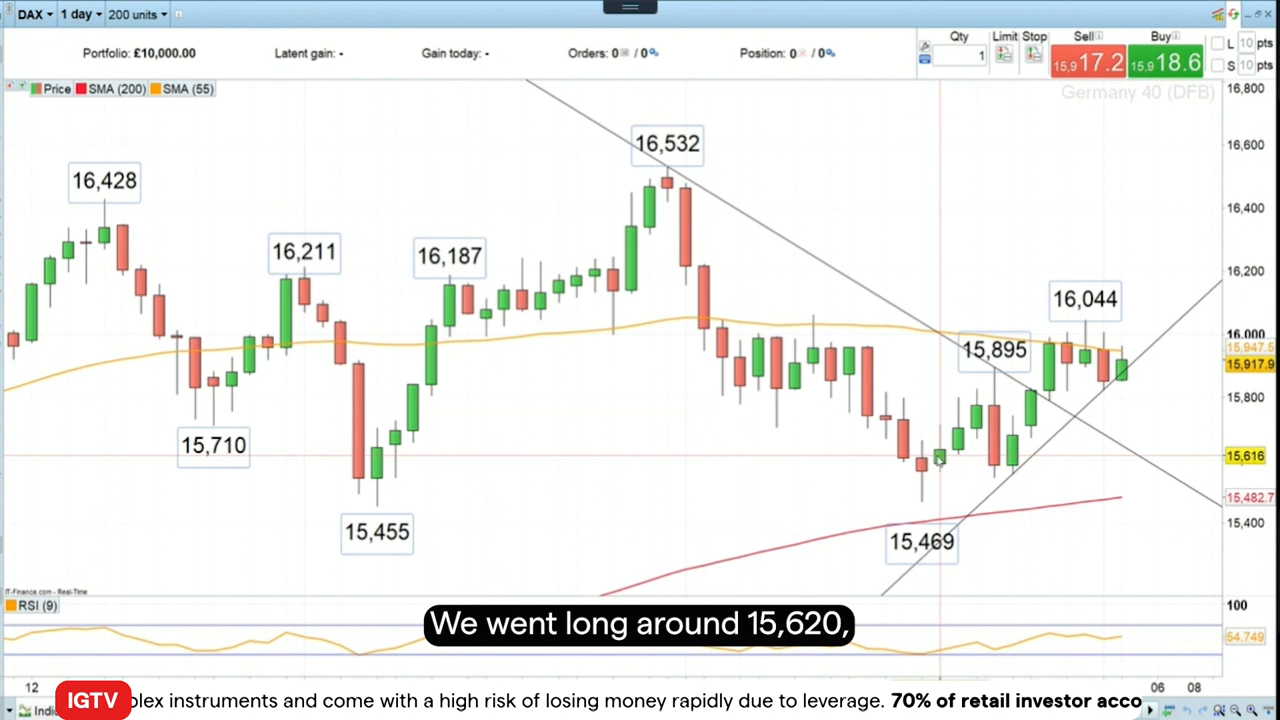 DAX 1 day 200 units
Portfolio: £10,000.00 Latent gain: - Gain today: - Orders: 0 / 0 Position: 0 / 0
Qty Limit Stop Sell Buy
1
15,917.2 15,918.6
L 10 pts
S 10 pts
Price SMA (200) SMA (55)
Germany 40 (DFB)
16,800
16,600
16,400
16,200
16,000
15,947.5
15,917.9
15,800
15,616
15,482.7
15,400
16,532
16,428
16,211
16,187
16,044
15,895
15,710
15,455
15,469
IT-Finance.com - Real-Time
RSI (9)
100
54.749
We went long around 15,620,
12 06 08
IGTV
plex instruments and come with a high risk of losing money rapidly due to leverage. 70% of retail investor acco
Indi